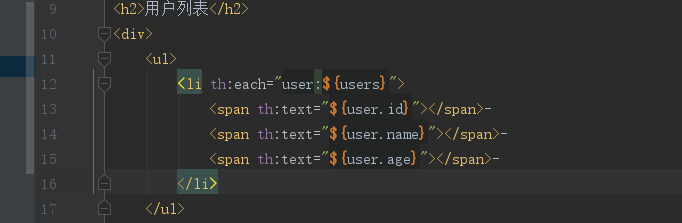 9 <h2>用户列表</h2>
10 <div>
11 <ul>
12 <li th:each="user:${users}">
13 <span th:text="${user.id}"></span>-
14 <span th:text="${user.name}"></span>-
15 <span th:text="${user.age}"></span>-
16 </li>
17 </ul>